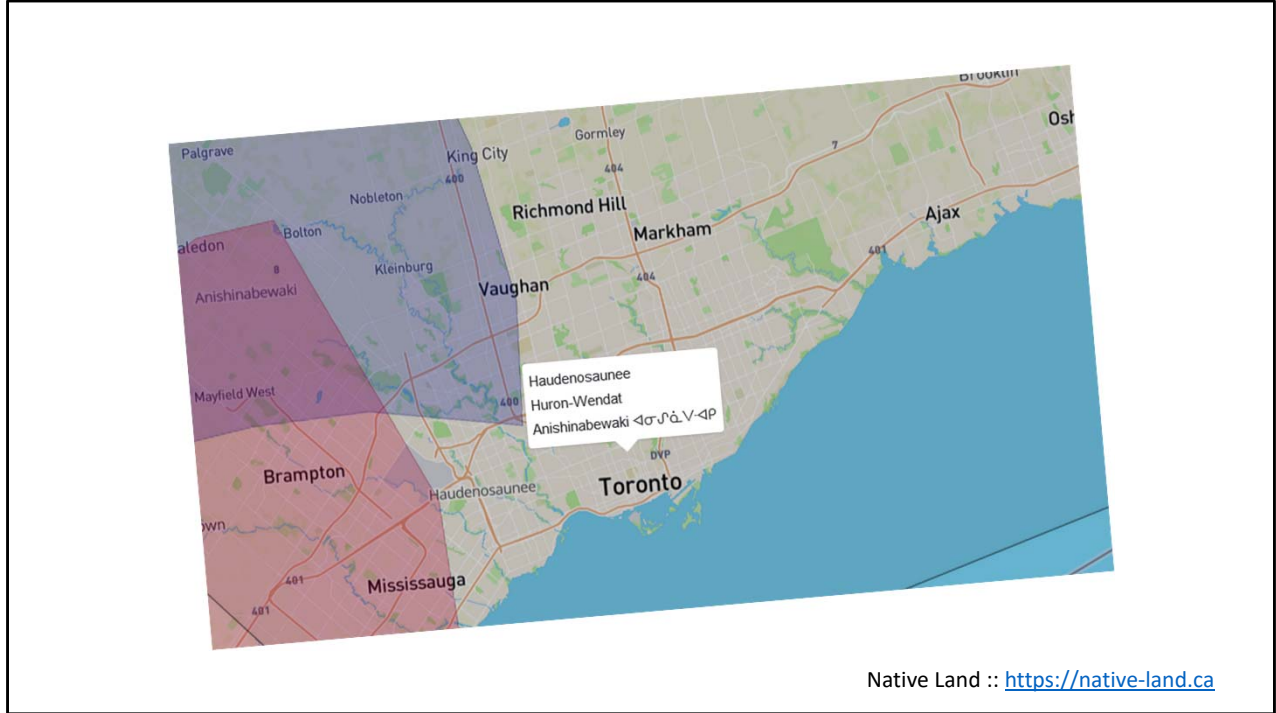 Brooklin
Osh
Gormley
7
Palgrave
King City
404
400
Nobleton
Richmond Hill
Ajax
Markham
aledon
Bolton
401
8
Kleinburg
404
Anishinabewaki
Vaughan
Haudenosaunee
Huron-Wendat
Anishinabewaki ᐊᓂᔑᓈᐯᐗᑭ
Mayfield West
400
DVP
Brampton
Haudenosaunee
Toronto
own
401
Mississauga
401
Native Land :: https://native-land.ca